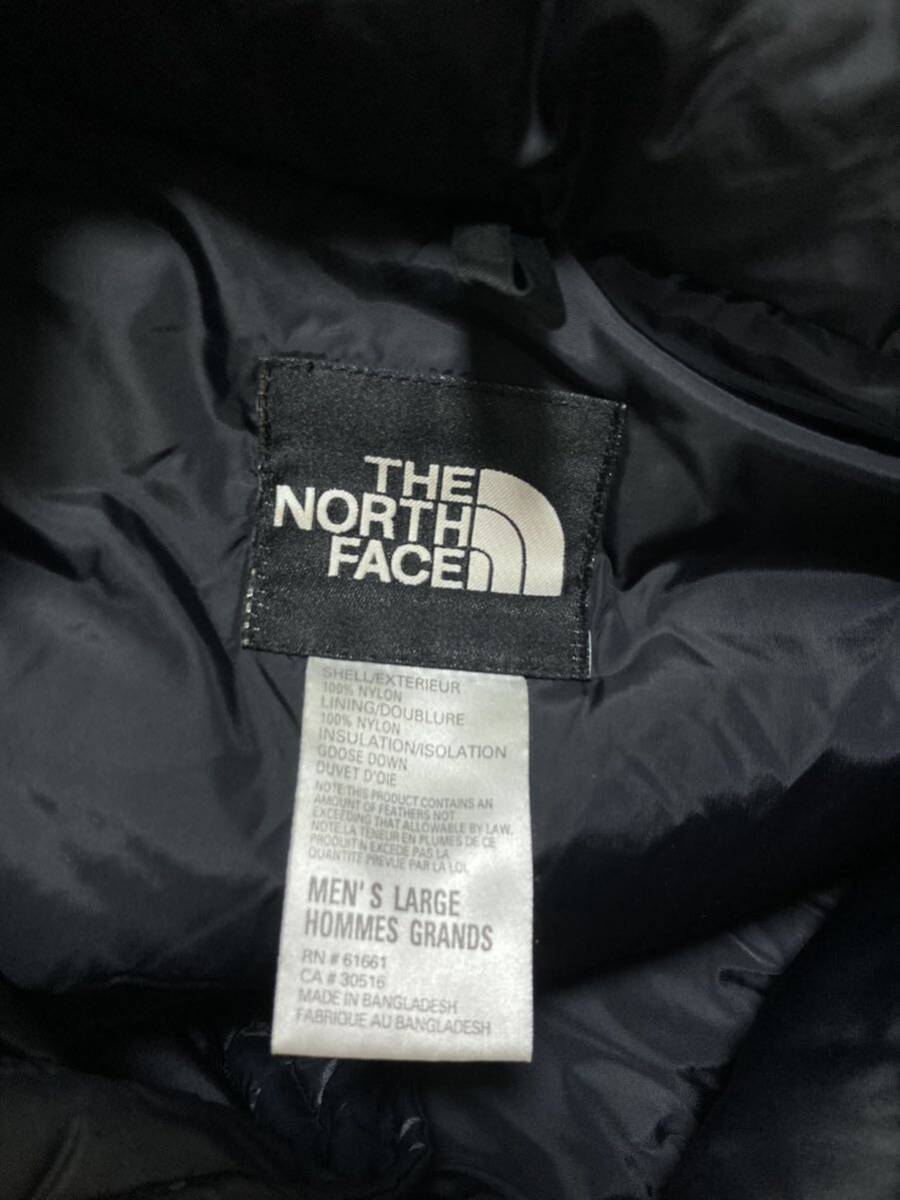 THE
NORTH
FACE
SHELL/EXTERIEUR
100% NYLON
LINING/DOUBLURE
100% NYLON
INSULATION/ISOLATION
GOOSE DOWN
DUVET D'OIE
NOTE:THIS PRODUCT CONTAINS AN
AMOUNT OF FEATHERS NOT
EXCEEDING THAT ALLOWABLE BY LAW.
NOTE:LA TENEUR EN PLUMES DE CE
PRODUIT N EXCEDE PAS LA
QUANTITE PREVUE PAR LA LOI.
MEN'S LARGE
HOMMES GRANDS
RN # 61661
CA # 30516
MADE IN BANGLADESH
FABRIQUE AU BANGLADESH